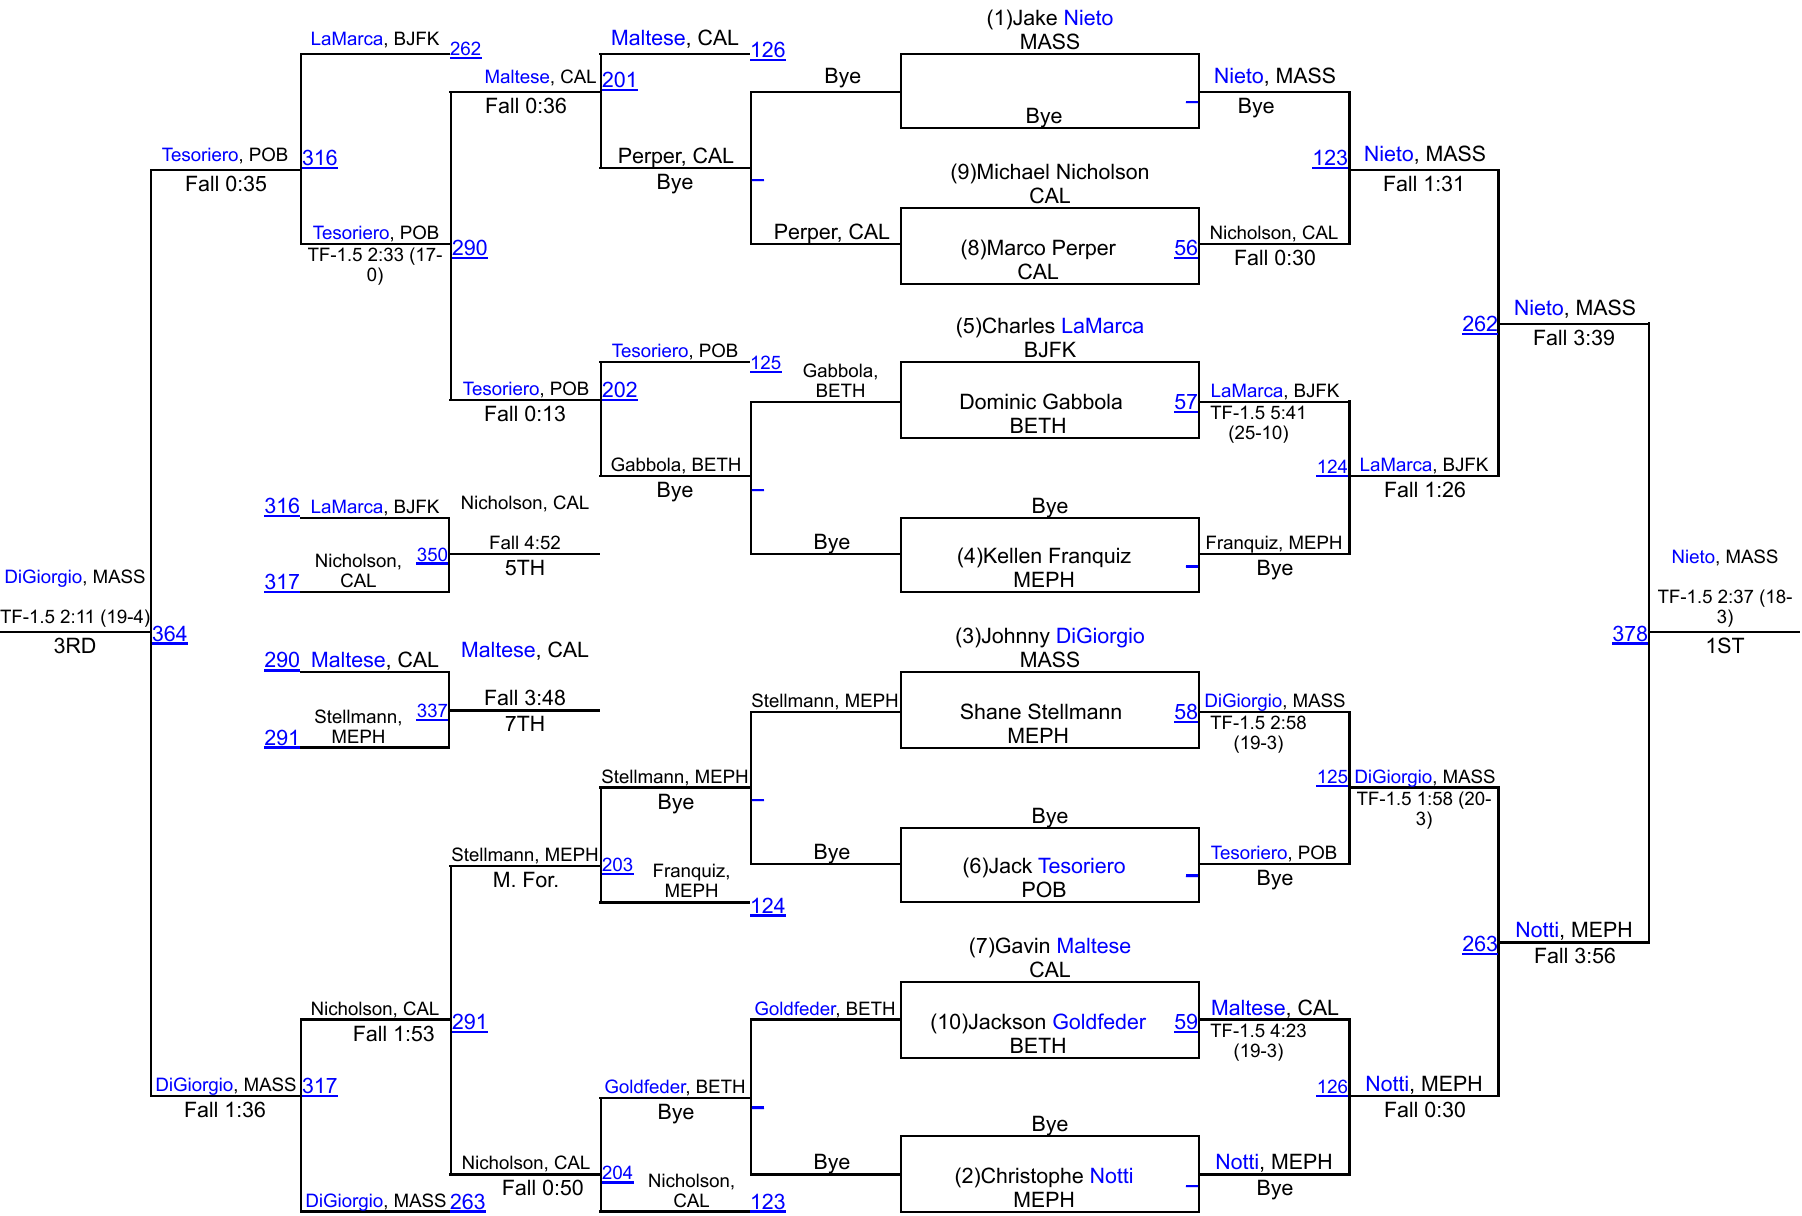 (1)Jake Nieto
MASS
LaMarca, BJFK
262
Maltese, CAL
126
Maltese, CAL
201
Fall 0:36
Bye
Bye
Nieto, MASS
Bye
Tesoriero, POB
316
Fall 0:35
Perper, CAL
Bye
(9)Michael Nicholson
CAL
123
Nieto, MASS
Fall 1:31
Tesoriero, POB
TF-1.5 2:33 (17-
0)
290
Perper, CAL
(8)Marco Perper
CAL
56
Nicholson, CAL
Fall 0:30
(5)Charles LaMarca
BJFK
262
Nieto, MASS
Fall 3:39
Tesoriero, POB
125
Tesoriero, POB
202
Fall 0:13
Gabbola,
BETH
Dominic Gabbola
BETH
57
LaMarca, BJFK
TF-1.5 5:41
(25-10)
Gabbola, BETH
Bye
124
LaMarca, BJFK
Fall 1:26
316
LaMarca, BJFK
Nicholson, CAL
Bye
Fall 4:52
350
5TH
Nicholson,
CAL
317
Bye
(4)Kellen Franquiz
MEPH
Franquiz, MEPH
Bye
DiGiorgio, MASS
TF-1.5 2:11 (19-4)
364
3RD
Nieto, MASS
TF-1.5 2:37 (18-
3)
378
1ST
(3)Johnny DiGiorgio
MASS
290
Maltese, CAL
Maltese, CAL
Fall 3:48
337
7TH
Stellmann,
MEPH
291
Stellmann, MEPH
Shane Stellmann
MEPH
58
DiGiorgio, MASS
TF-1.5 2:58
(19-3)
Stellmann, MEPH
Bye
125
DiGiorgio, MASS
TF-1.5 1:58 (20-
3)
Bye
Stellmann, MEPH
203
M. For.
Franquiz,
MEPH
124
Bye
(6)Jack Tesoriero
POB
Tesoriero, POB
Bye
(7)Gavin Maltese
CAL
263
Notti, MEPH
Fall 3:56
Nicholson, CAL
291
Fall 1:53
Goldfeder, BETH
(10)Jackson Goldfeder
BETH
59
Maltese, CAL
TF-1.5 4:23
(19-3)
DiGiorgio, MASS
317
Fall 1:36
Goldfeder, BETH
Bye
126
Notti, MEPH
Fall 0:30
Bye
Nicholson, CAL
204
Fall 0:50
Nicholson,
CAL
123
Bye
(2)Christophe Notti
MEPH
Notti, MEPH
Bye
DiGiorgio, MASS
263